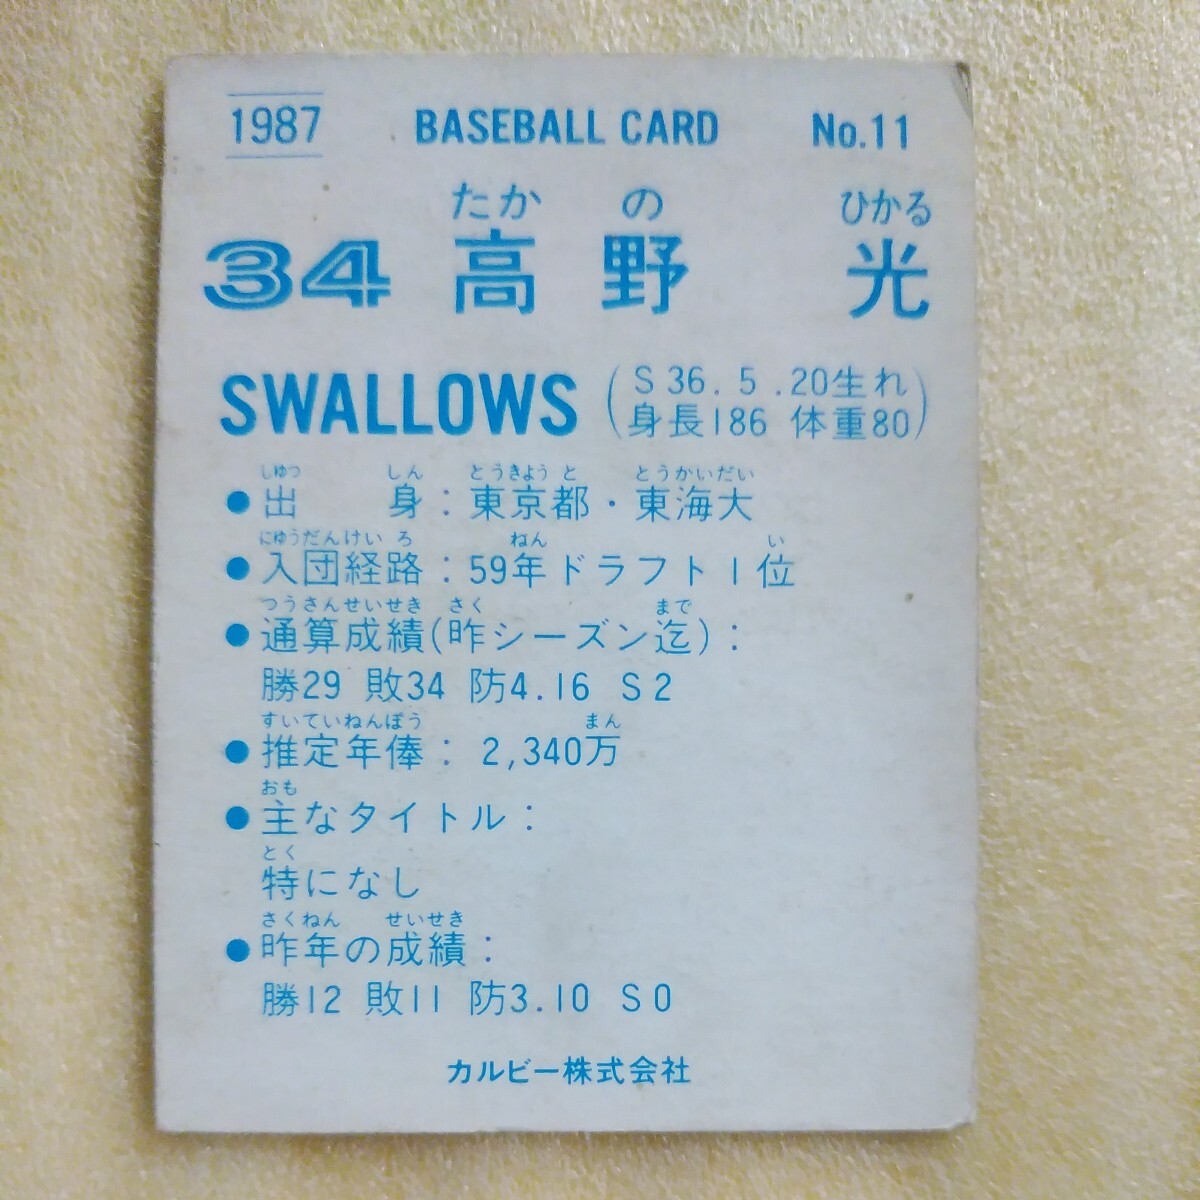 1987 BASEBALL CARD No.11
たかの ひかる
34 高野 光
SWALLOWS (S36.5.20生れ
身長186 体重80)
しゆつ しん とうきようと とうかいだい
●出身:東京都・東海大
にゆうだんけいろ ねん い
●入団経路:59年ドラフト1位
つうさんせいせき さく まで
●通算成績(昨シーズン迄):
勝29 敗34 防4.16 S2
すいていねんぽう まん
●推定年俸: 2,340万
おも
●主なタイトル:
とく
特になし
さくねん せいせき
●昨年の成績:
勝12 敗11 防3.10 S0
カルビー株式会社